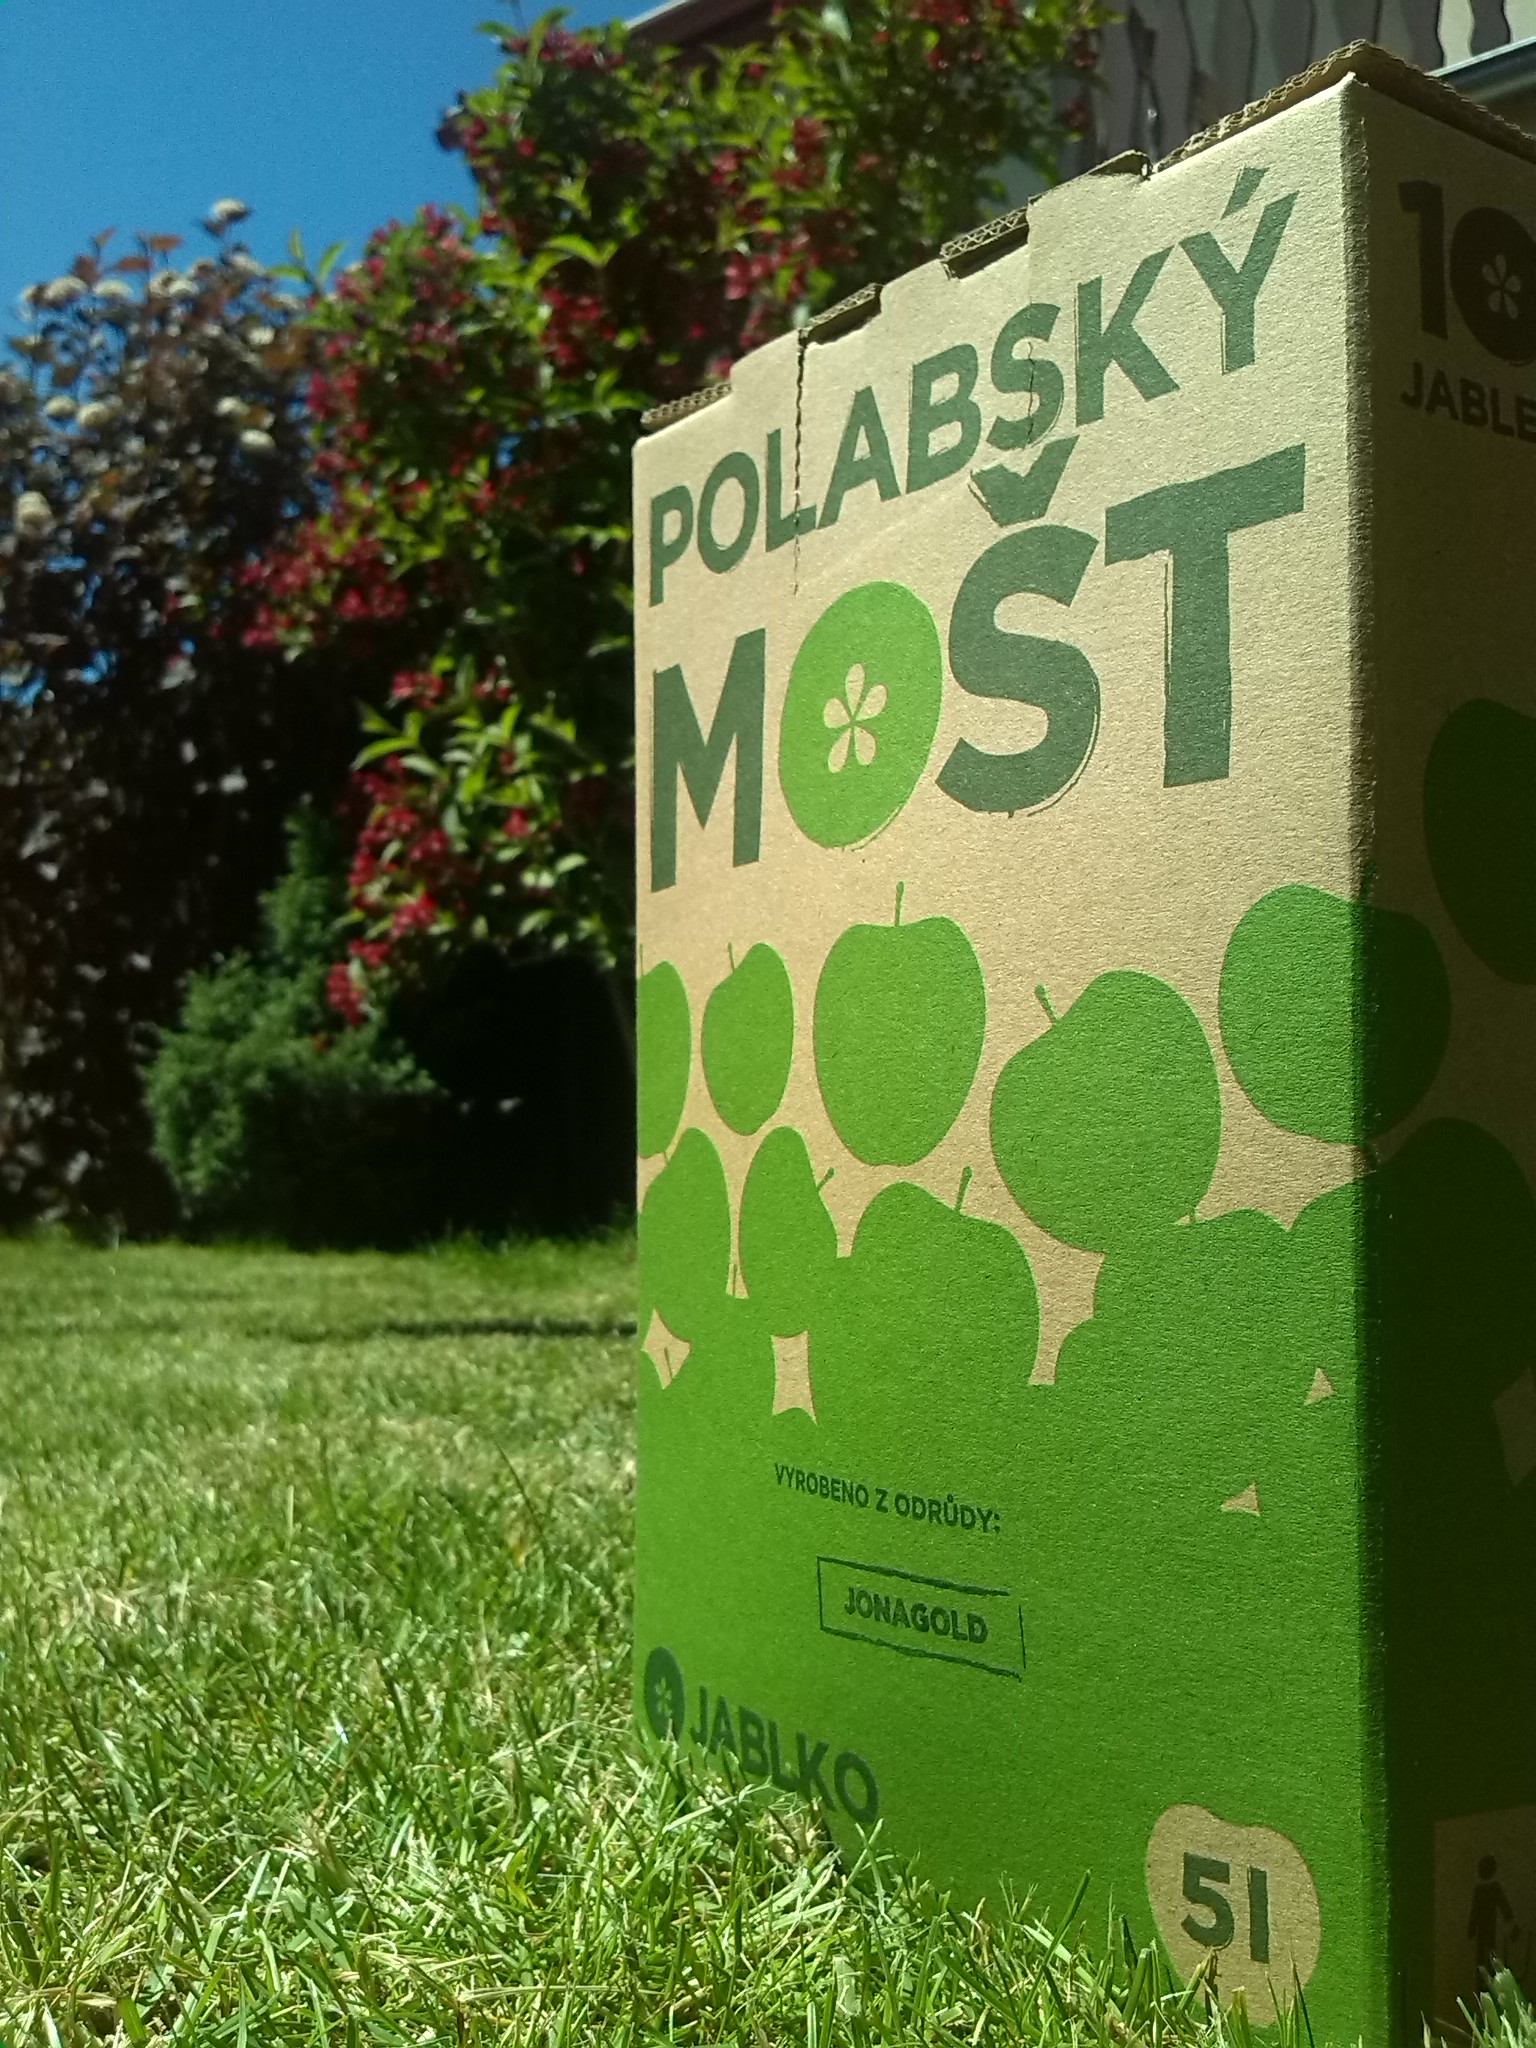 POLABSKÝ
MOŠT
VYROBENO Z ODRŮDY:
JONAGOLD
JABLKO
5l